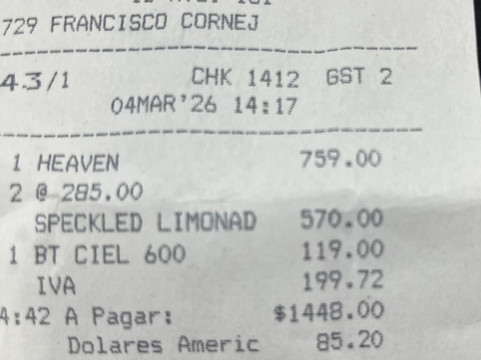 729 FRANCISCO CORNEJ
43/1 CHK 1412 GST 2
04MAR'26 14:17
1 HEAVEN 759.00
2 @ 285.00
SPECKLED LIMONAD 570.00
1 BT CIEL 600 119.00
IVA 199.72
4:42 A Pagar: $1448.00
Dolares Americ 85.20